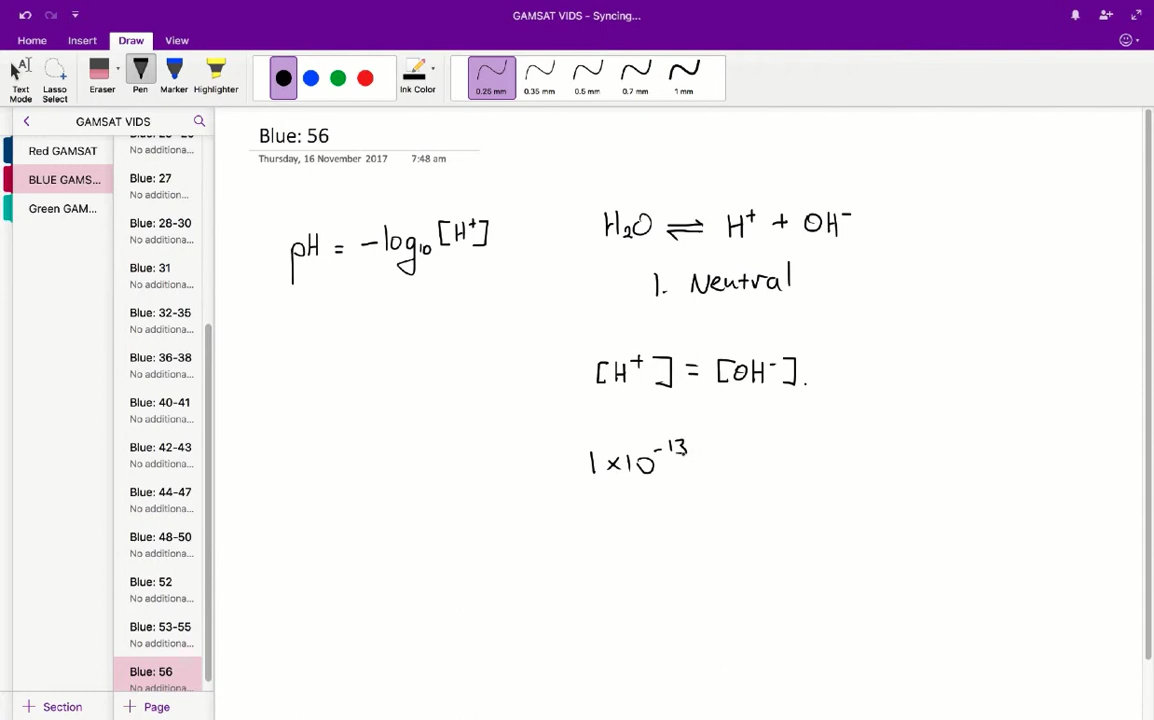 GAMSAT VIDS - Syncing...
Home Insert Draw View
Text Mode
Lasso Select
Eraser
Pen
Marker
Highlighter
Ink Color
0.25 mm 0.35 mm 0.5 mm 0.7 mm 1 mm
GAMSAT VIDS
Red GAMSAT
BLUE GAMS...
Green GAM...
No additiona...
Blue: 27
No addition...
Blue: 28-30
No additiona...
Blue: 31
No additiona...
Blue: 32-35
No additiona...
Blue: 36-38
No additiona...
Blue: 40-41
No additiona...
Blue: 42-43
No additiona...
Blue: 44-47
No additiona...
Blue: 48-50
No additiona...
Blue: 52
No additiona...
Blue: 53-55
No additiona...
Blue: 56
No additiona...
+ Section
+ Page
Blue: 56
Thursday, 16 November 2017 7:48 am
pH = -log₁₀ [H⁺]
H₂O ⇌ H⁺ + OH⁻
1. Neutral
[H⁺] = [OH⁻].
1 × 10⁻¹³